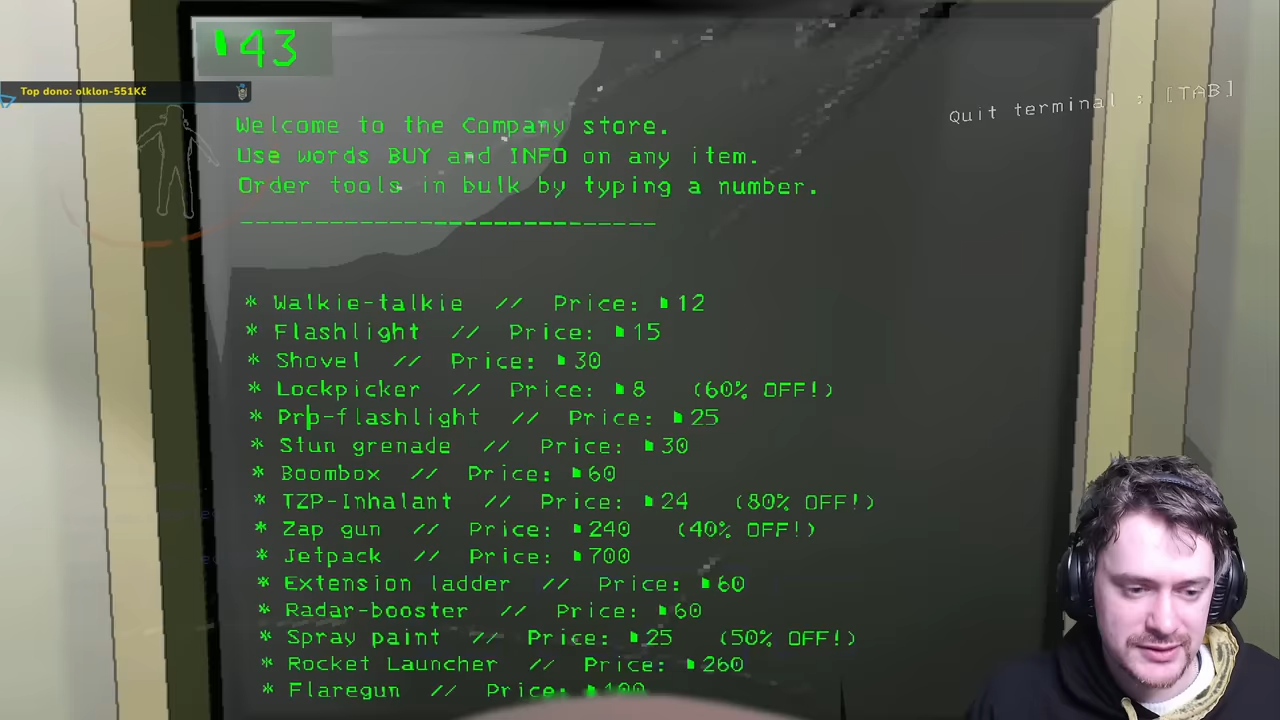 ▮43
Top dono: olklon-551Kč
Quit terminal : [TAB]
Welcome to the Company store.
Use words BUY and INFO on any item.
Order tools in bulk by typing a number.
----------------------------
* Walkie-talkie // Price: ▮12
* Flashlight // Price: ▮15
* Shovel // Price: ▮30
* Lockpicker // Price: ▮8 (60% OFF!)
* Pro-flashlight // Price: ▮25
* Stun grenade // Price: ▮30
* Boombox // Price: ▮60
* TZP-Inhalant // Price: ▮24 (80% OFF!)
* Zap gun // Price: ▮240 (40% OFF!)
* Jetpack // Price: ▮700
* Extension ladder // Price: ▮60
* Radar-booster // Price: ▮60
* Spray paint // Price: ▮25 (50% OFF!)
* Rocket Launcher // Price: ▮260
* Flaregun // Price: ▮100